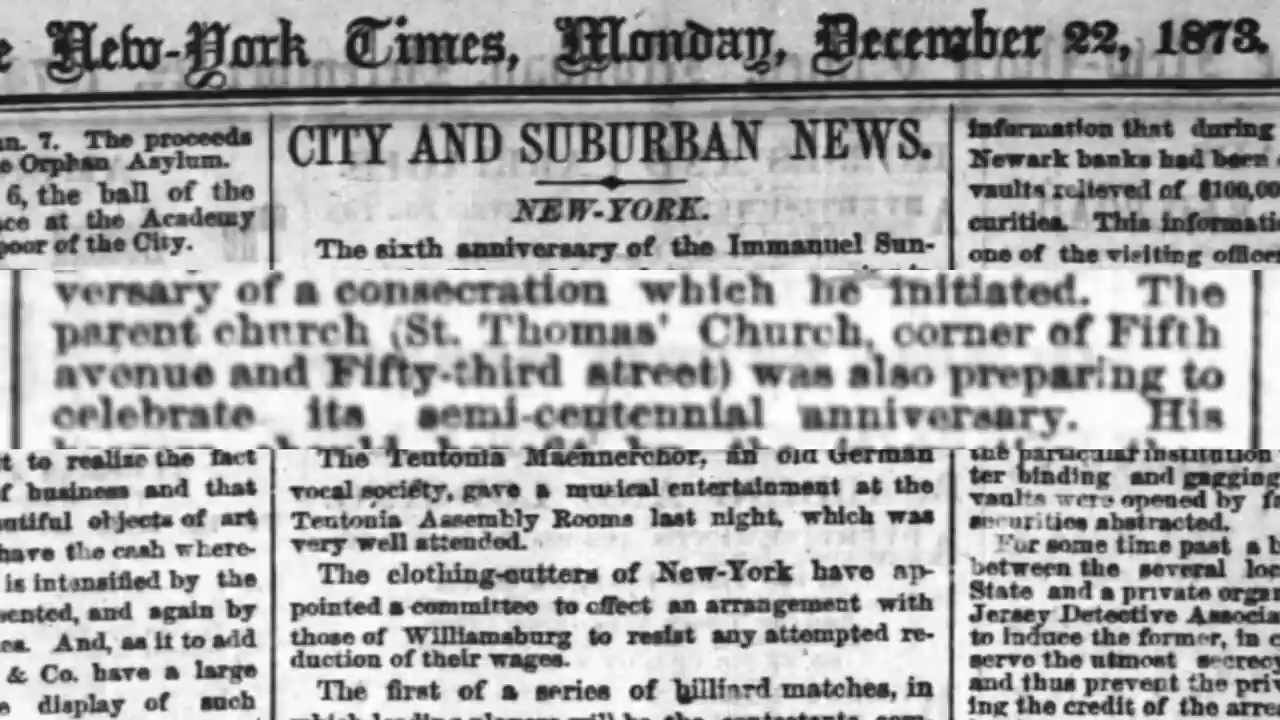 New-York Times, Monday, December 22, 1873.
n. 7. The proceeds
Orphan Asylum.
6, the ball of the
at the Academy
poor of the City.
CITY AND SUBURBAN NEWS.
NEW-YORK.
The sixth anniversary of the Immanuel Sun-
information that during
Newark banks had been
vaults relieved of $100,00
curities. This informati
one of the visiting officer
versary of a consecration which he initiated. The
parent church (St. Thomas' Church, corner of Fifth
avenue and Fifty-third street) was also preparing to
celebrate its semi-centennial anniversary. His
t to realize the fact
f business and that
objects of art
have the cash where-
is intensified by the
sented, and again by
And, as it to add
& Co. have a large
display of such
The Teutonia Maennerchor, an old German
vocal society, gave a musical entertainment at the
Teutonia Assembly Rooms last night, which was
very well attended.
The clothing-cutters of New-York have ap-
pointed a committee to effect an arrangement with
those of Williamsburg to resist any attempted re-
duction of their wages.
The first of a series of billiard matches, in
the particular institution
ter binding and gagging
vaults were opened by
securities abstracted.
For some time past a
between the several
State and a private
Jersey Detective
to induce the former, in
serve the utmost
and thus prevent the
ing the credit of the